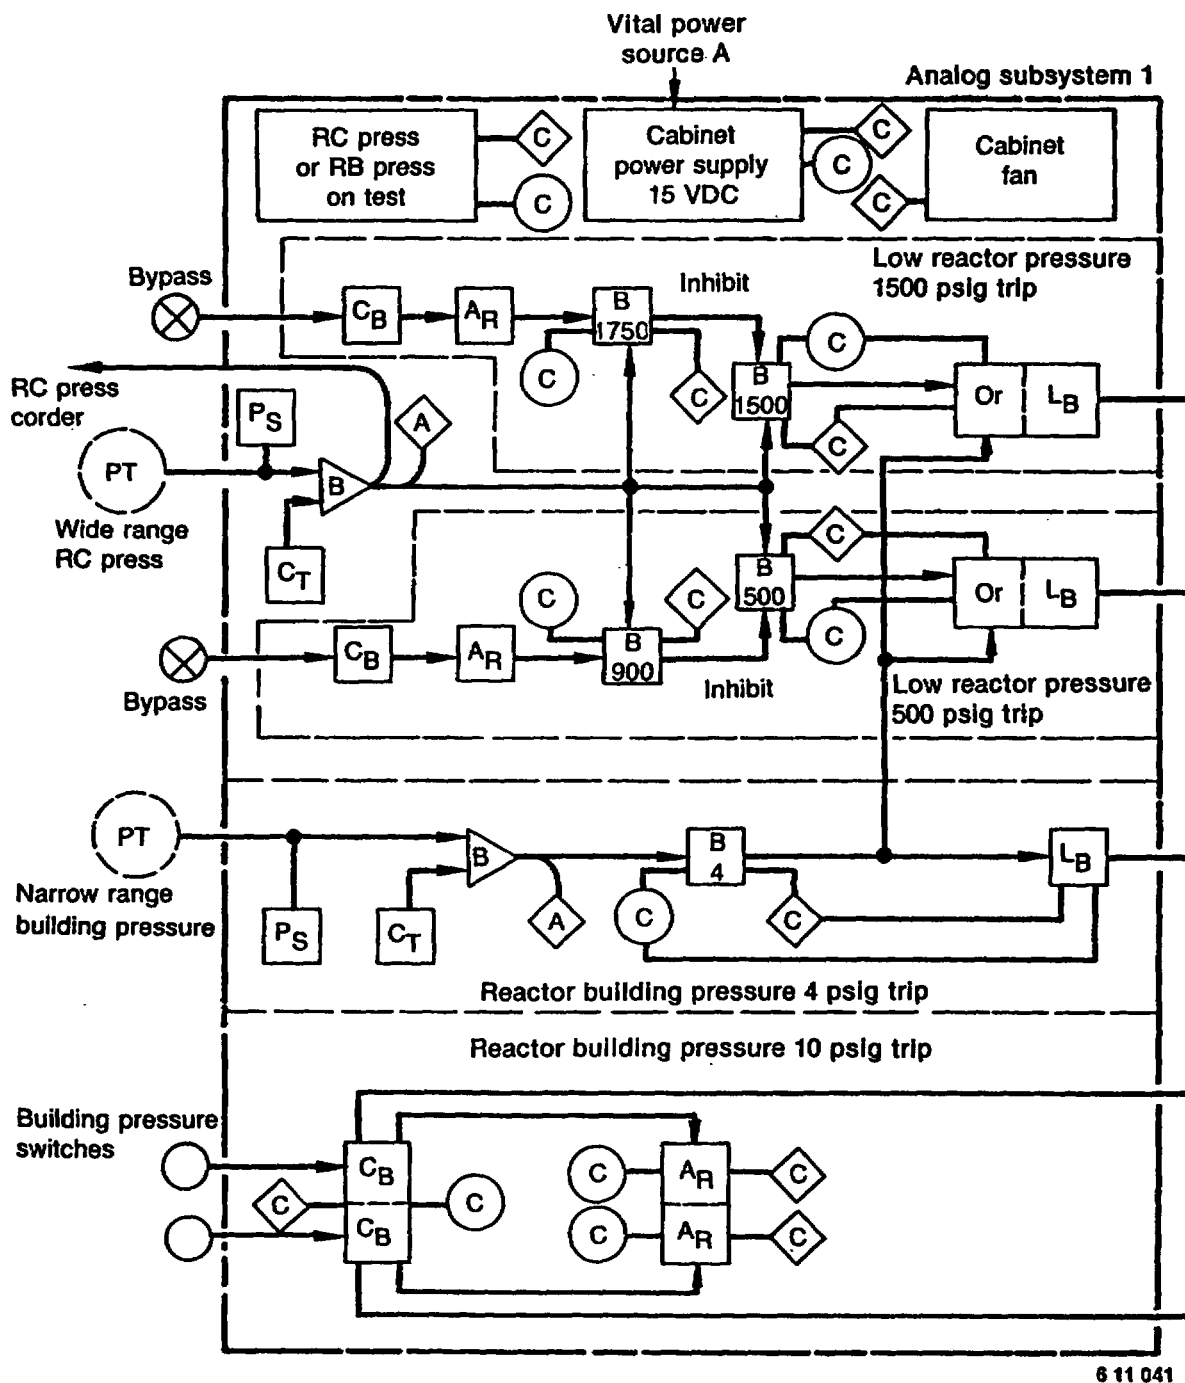 Vital power
source A
Analog subsystem 1
RC press
or RB press
on test
C
C
Cabinet
power supply
15 VDC
C
C
C
Cabinet
fan
Low reactor pressure
1500 psig trip
Bypass
CB
AR
B
1750
Inhibit
C
C
C
B
1500
C
Or
LB
RC press
corder
PS
A
PT
B
Wide range
RC press
CT
C
B
500
C
Or
LB
C
C
Bypass
CB
AR
B
900
Inhibit
Low reactor pressure
500 psig trip
PT
B
B
4
LB
Narrow range
building pressure
PS
CT
A
C
C
Reactor building pressure 4 psig trip
Reactor building pressure 10 psig trip
Building pressure
switches
CB
C
AR
C
C
C
CB
C
AR
C
6 11 041